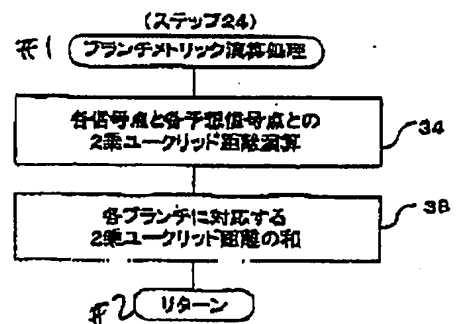 (ステップ24)
#1
ブランチメトリック演算処理
各信号点と各予想信号点との
2乗ユークリッド距離演算
34
各ブランチに対応する
2乗ユークリッド距離の和
38
#2
リターン